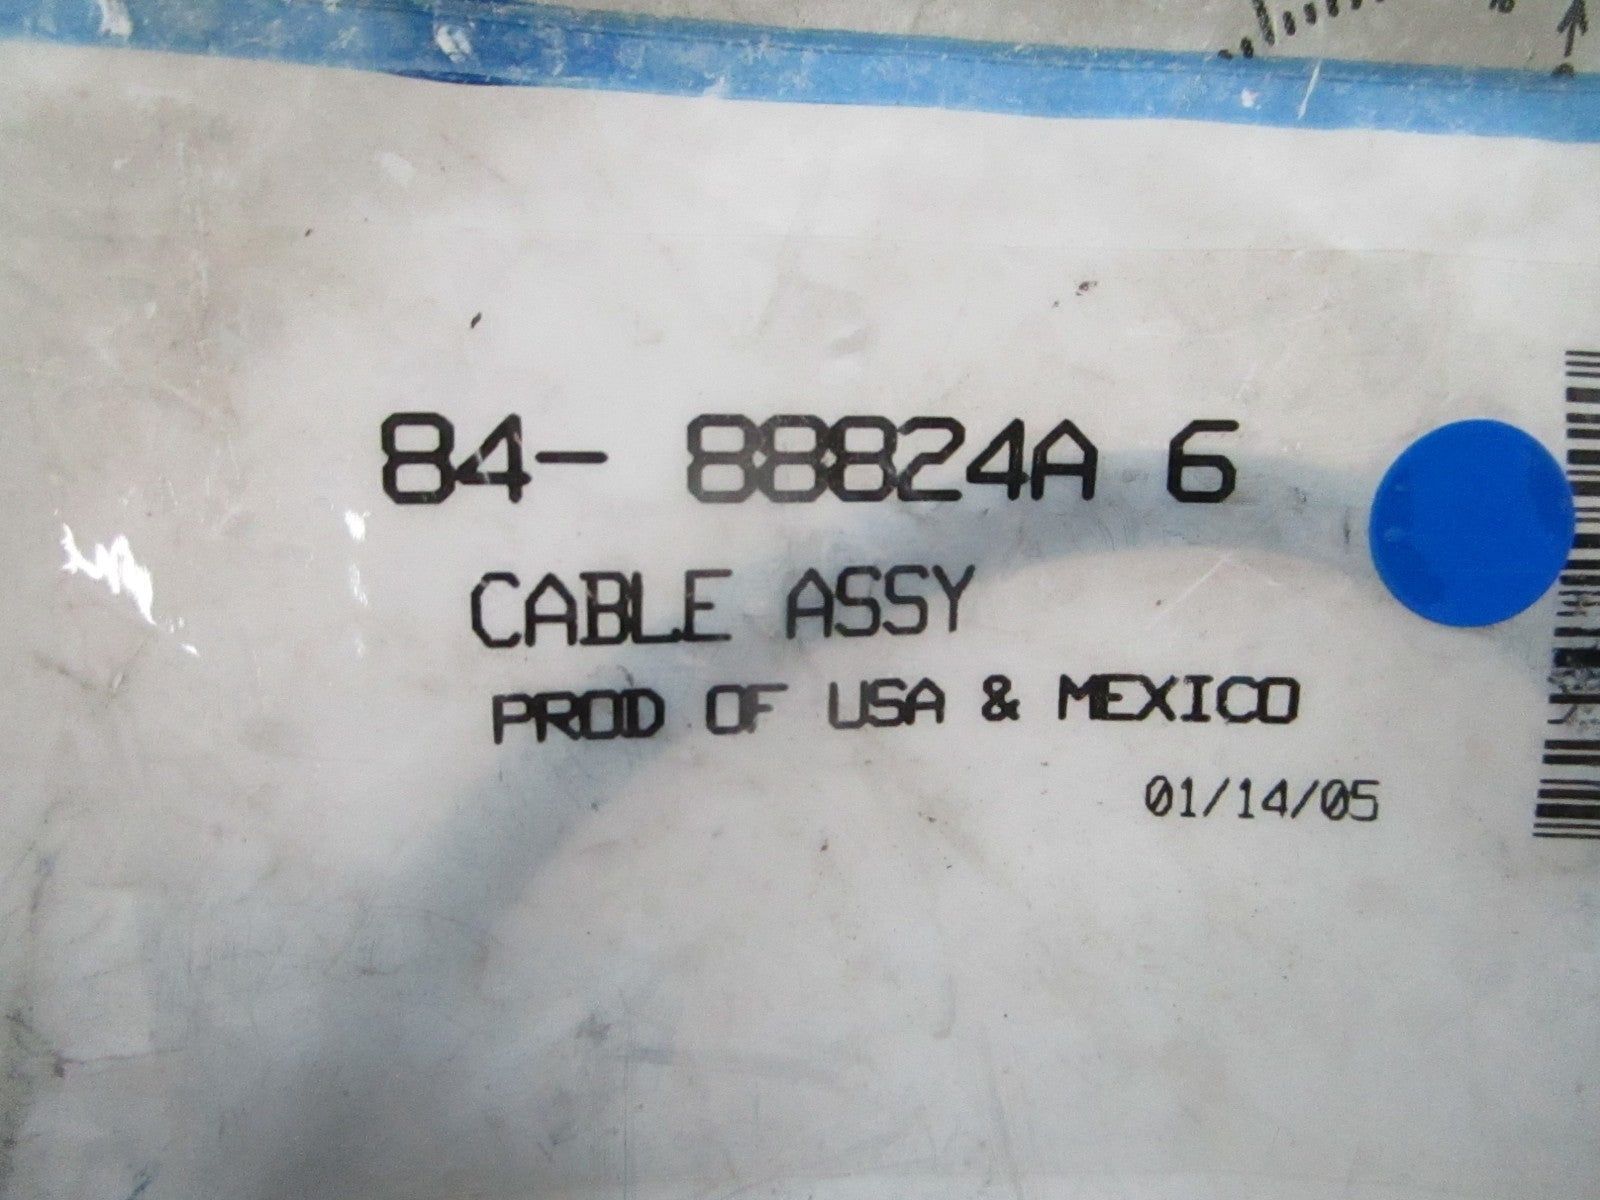 84- 88824A 6
CABLE ASSY
PROD OF USA & MEXICO
01/14/05